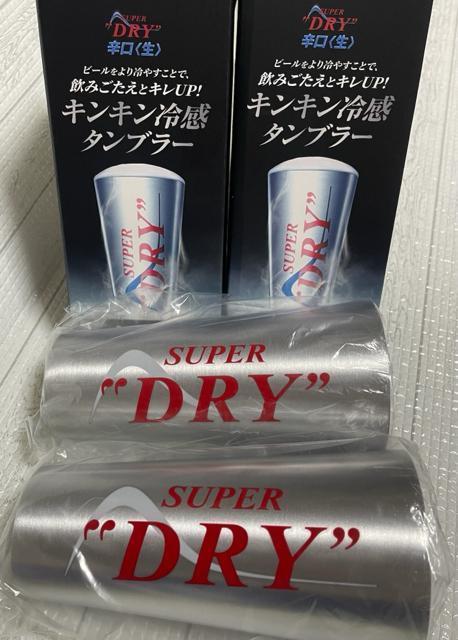 SUPER
"DRY"
辛口〈生〉
ビールをより冷やすことで、
飲みごたえとキレUP!
キンキン冷感
タンブラー
SUPER
"DRY"
SUPER
"DRY"
辛口〈生〉
ビールをより冷やすことで、
飲みごたえとキレUP!
キンキン冷感
タンブラー
SUPER
"DRY"
SUPER
"DRY"
SUPER
"DRY"